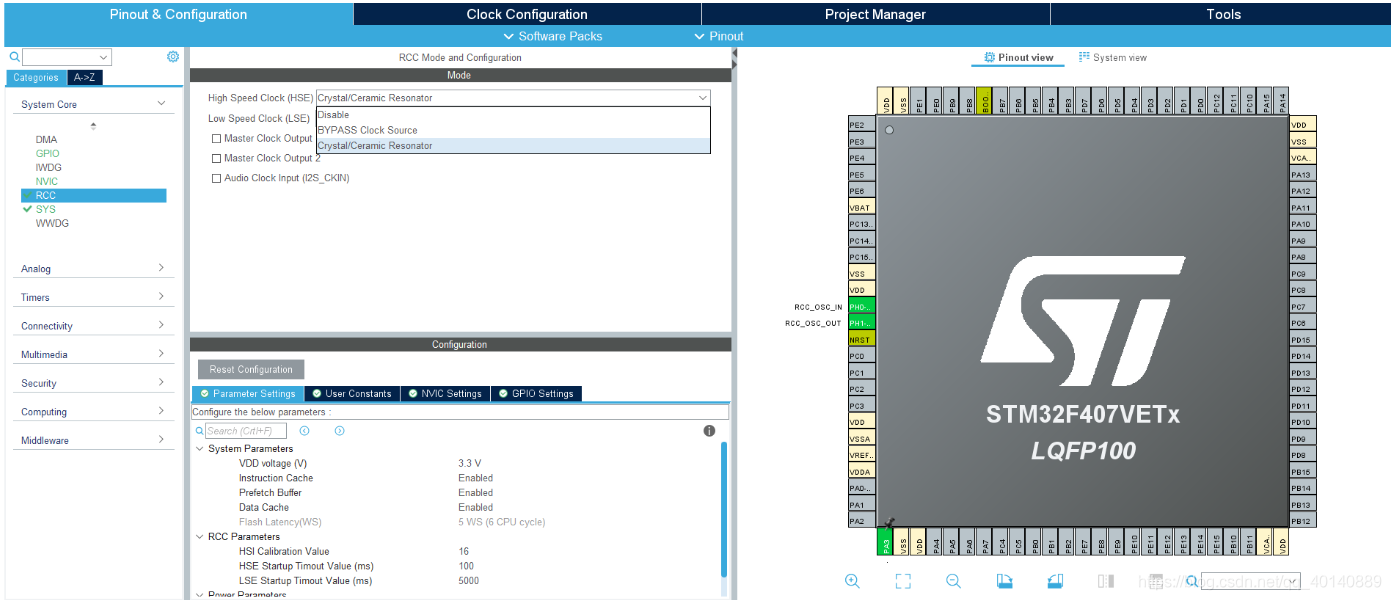 Pinout & Configuration
Clock Configuration
Project Manager
Tools
Software Packs
Pinout
Categories
A->Z
System Core
DMA
GPIO
IWDG
NVIC
RCC
SYS
WWDG
Analog
Timers
Connectivity
Multimedia
Security
Computing
Middleware
RCC Mode and Configuration
Mode
High Speed Clock (HSE) Crystal/Ceramic Resonator
Low Speed Clock (LSE)
Disable
BYPASS Clock Source
Crystal/Ceramic Resonator
Master Clock Output
Master Clock Output 2
Audio Clock Input (I2S_CKIN)
Configuration
Reset Configuration
Parameter Settings
User Constants
NVIC Settings
GPIO Settings
Configure the below parameters :
Search (Crtl+F)
System Parameters
VDD voltage (V) 3.3 V
Instruction Cache Enabled
Prefetch Buffer Enabled
Data Cache Enabled
Flash Latency(WS) 5 WS (6 CPU cycle)
RCC Parameters
HSI Calibration Value 16
HSE Startup Timout Value (ms) 100
LSE Startup Timout Value (ms) 5000
Power Parameters
Pinout view
System view
VDD VSS PE1 PE0 PB9 PB8 BOO.. PB7 PB6 PB5 PB4 PB3 PD7 PD6 PD5 PD4 PD3 PD2 PD1 PD0 PC12 PC11 PC10 PA15 PA14
PE2
PE3
PE4
PE5
PE6
VBAT
PC13..
PC14..
PC15..
VSS
VDD
RCC_OSC_IN PH0-..
RCC_OSC_OUT PH1-..
NRST
PC0
PC1
PC2
PC3
VDD
VSSA
VREF..
VDDA
PA0-..
PA1
PA2
STM32F407VETx
LQFP100
VDD
VSS
VCA..
PA13
PA12
PA11
PA10
PA9
PA8
PC9
PC8
PC7
PC6
PD15
PD14
PD13
PD12
PD11
PD10
PD9
PD8
PB15
PB14
PB13
PB12
PA3 VSS VDD PA4 PA5 PA6 PA7 PC4 PC5 PB0 PB1 PB2 PE7 PE8 PE9 PE10 PE11 PE12 PE13 PE14 PE15 PB10 PB11 VCA.. VDD
https://blog.csdn.net/qq_40140889